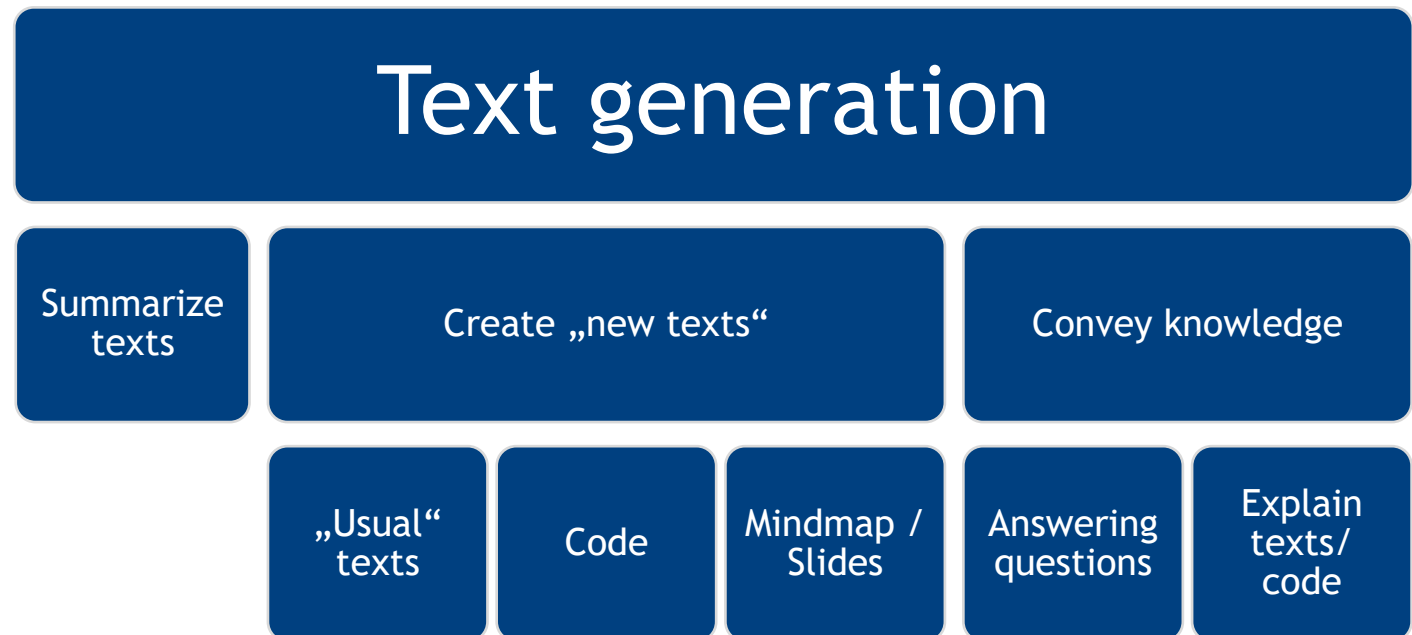 Text generation
Summarize
texts
Create „new texts“
Convey knowledge
„Usual“
texts
Code
Mindmap /
Slides
Answering
questions
Explain
texts/
code